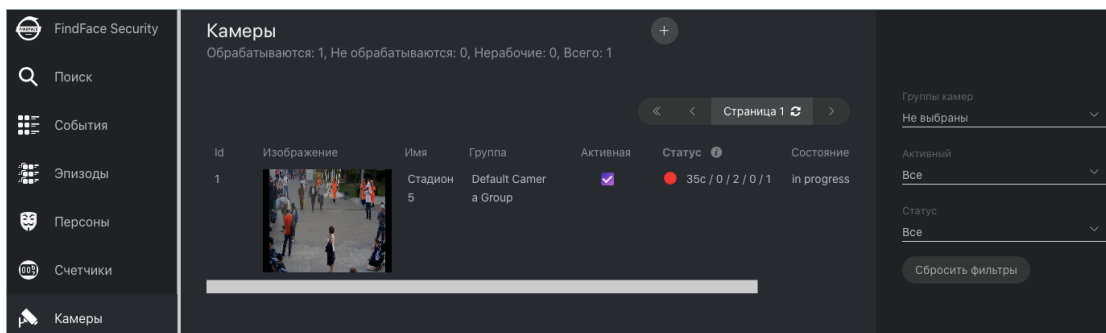 FindFace Security
Поиск
События
Эпизоды
Персоны
Счетчики
Камеры
Камеры
Обрабатываются: 1, Не обрабатываются: 0, Нерабочие: 0, Всего: 1
Страница 1
Id Изображение Имя Группа Активная Статус Состояние
1 Стадион 5 Default Camera Group 35c / 0 / 2 / 0 / 1 in progress
Группы камер
Не выбраны
Активный
Все
Статус
Все
Сбросить фильтры